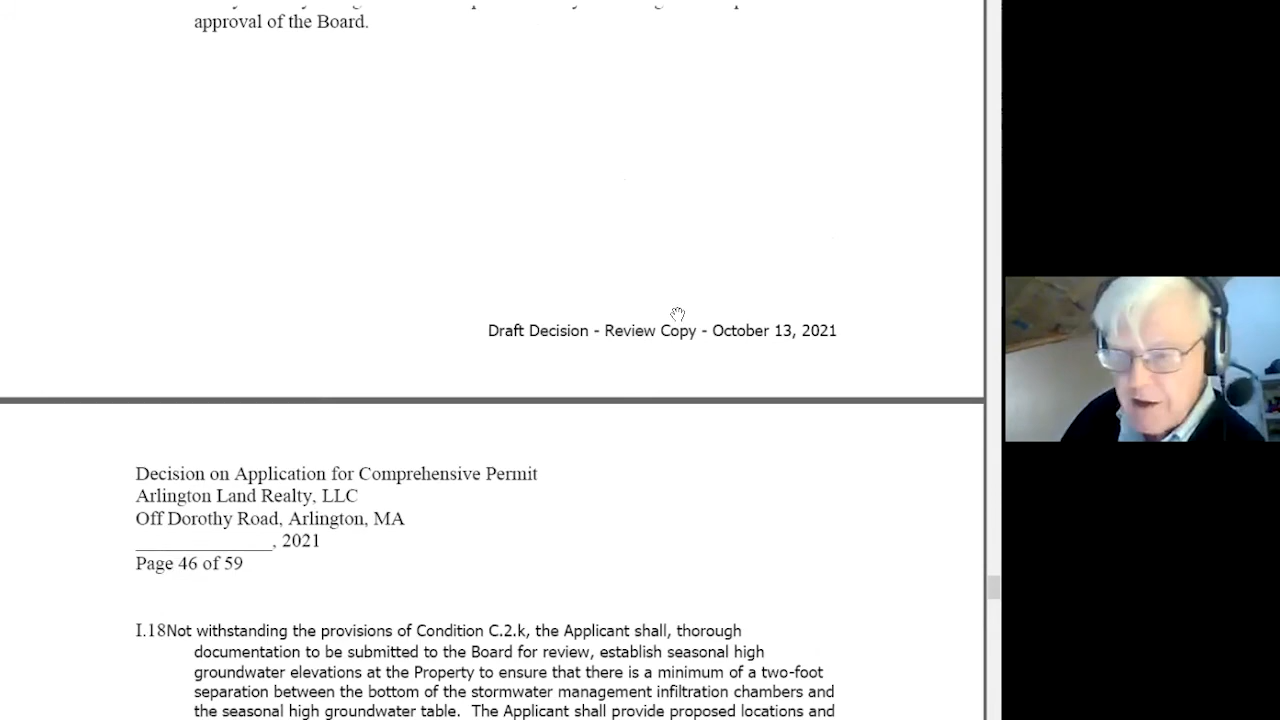 approval of the Board.
Draft Decision - Review Copy - October 13, 2021
Decision on Application for Comprehensive Permit
Arlington Land Realty, LLC
Off Dorothy Road, Arlington, MA
_______________, 2021
Page 46 of 59
I.18Not withstanding the provisions of Condition C.2.k, the Applicant shall, thorough
documentation to be submitted to the Board for review, establish seasonal high
groundwater elevations at the Property to ensure that there is a minimum of a two-foot
separation between the bottom of the stormwater management infiltration chambers and
the seasonal high groundwater table.  The Applicant shall provide proposed locations and